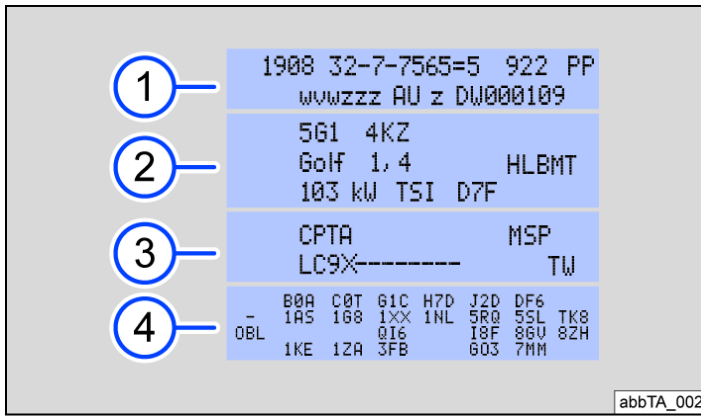 1908 32-7-7565=5 922 PP
wvwzzz AU z DW000109
1
5G1 4KZ
Golf 1,4 HLBMT
103 kW TSI D7F
2
CPTA MSP
LC9X-------- TW
3
B0A C0T G1C H7D J2D DF6
- 1AS 1G8 1XX 1NL 5RQ 5SL TK8
OBL QI6 I8F 8GV 8ZH
1KE 1ZA 3FB GO3 7MM
4
abbTA_002